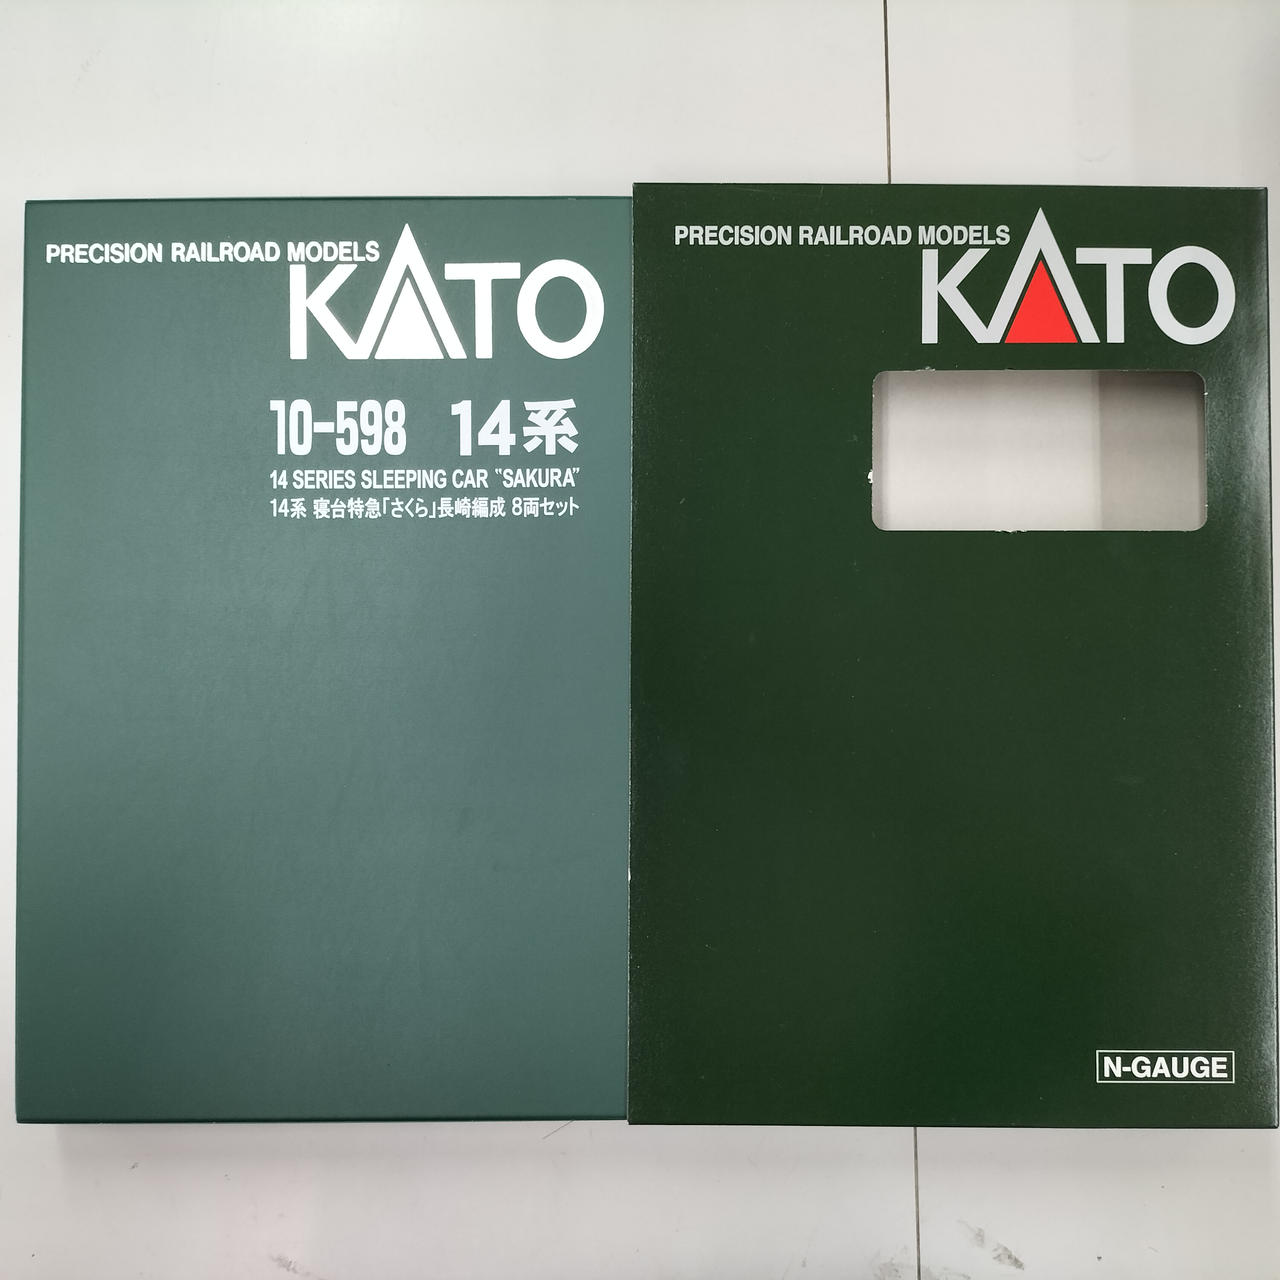 PRECISION RAILROAD MODELS
KATO
10-598 14系
14 SERIES SLEEPING CAR "SAKURA"
14系 寝台特急「さくら」長崎編成 8両セット
PRECISION RAILROAD MODELS
KATO
N-GAUGE